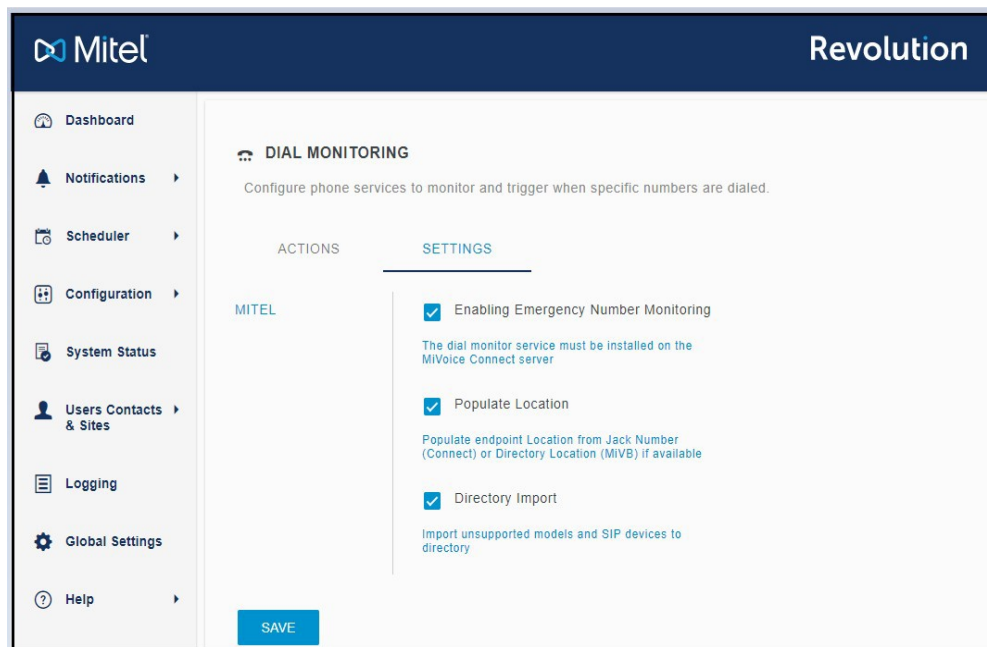 Mitel
Revolution
Dashboard
Notifications
Scheduler
Configuration
System Status
Users Contacts
& Sites
Logging
Global Settings
Help
DIAL MONITORING
Configure phone services to monitor and trigger when specific numbers are dialed.
ACTIONS
SETTINGS
MITEL
Enabling Emergency Number Monitoring
The dial monitor service must be installed on the
MiVoice Connect server
Populate Location
Populate endpoint Location from Jack Number
(Connect) or Directory Location (MiVB) if available
Directory Import
Import unsupported models and SIP devices to
directory
SAVE